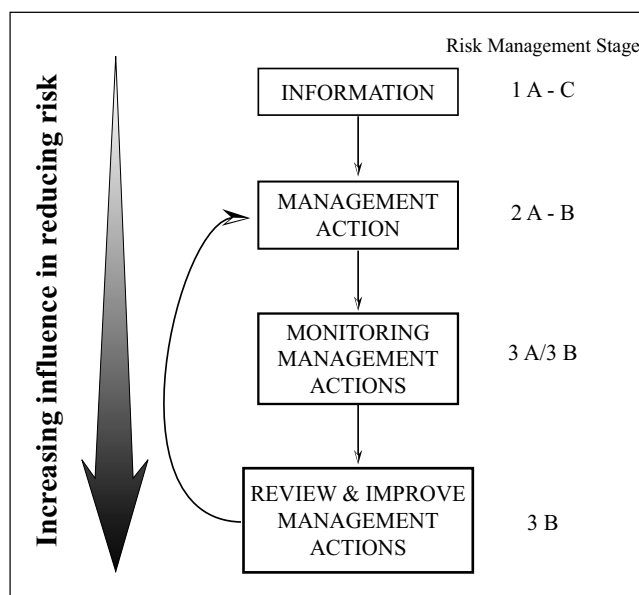 Risk Management Stage
Increasing influence in reducing risk
INFORMATION
1 A - C
MANAGEMENT
ACTION
2 A - B
MONITORING
MANAGEMENT
ACTIONS
3 A/3 B
REVIEW & IMPROVE
MANAGEMENT
ACTIONS
3 B